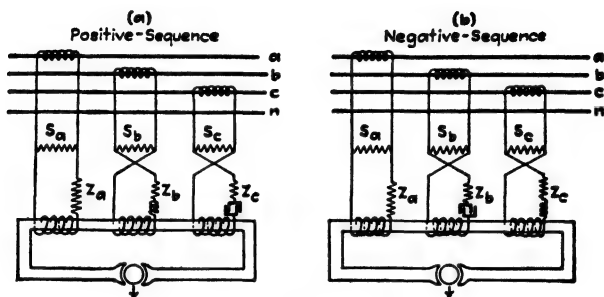 (a)
Positive-Sequence
a
b
c
n
Sa
Sb
Sc
Za
Zb
Zc
(b)
Negative-Sequence
a
b
c
n
Sa
Sb
Sc
Za
Zb
Zc